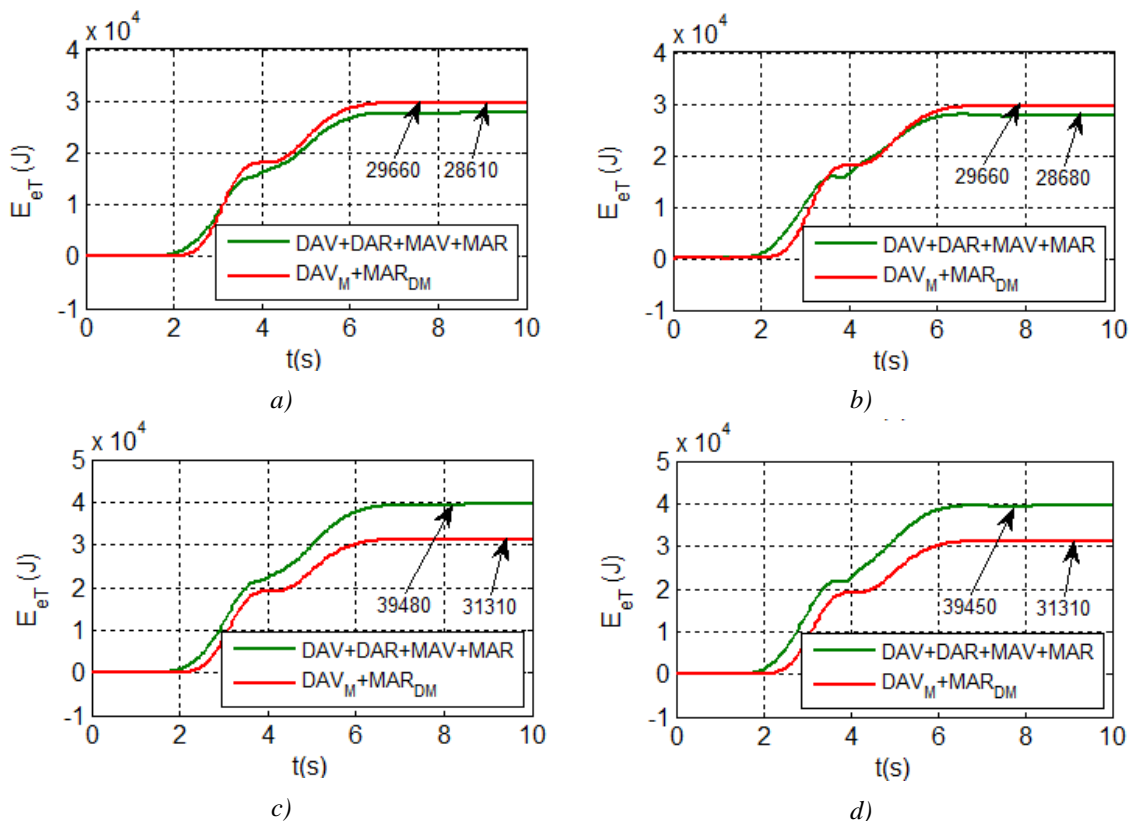 x 10^4
4
3
2
1
0
-1
E_eT (J)
29660
28610
DAV+DAR+MAV+MAR
DAV_M+MAR_DM
0 2 4 6 8 10
t(s)
a)
x 10^4
4
3
2
1
0
-1
E_eT (J)
29660
28680
DAV+DAR+MAV+MAR
DAV_M+MAR_DM
0 2 4 6 8 10
t(s)
b)
x 10^4
5
4
3
2
1
0
-1
E_eT (J)
39480
31310
DAV+DAR+MAV+MAR
DAV_M+MAR_DM
0 2 4 6 8 10
t(s)
c)
x 10^4
5
4
3
2
1
0
-1
E_eT (J)
39450
31310
DAV+DAR+MAV+MAR
DAV_M+MAR_DM
0 2 4 6 8 10
t(s)
d)